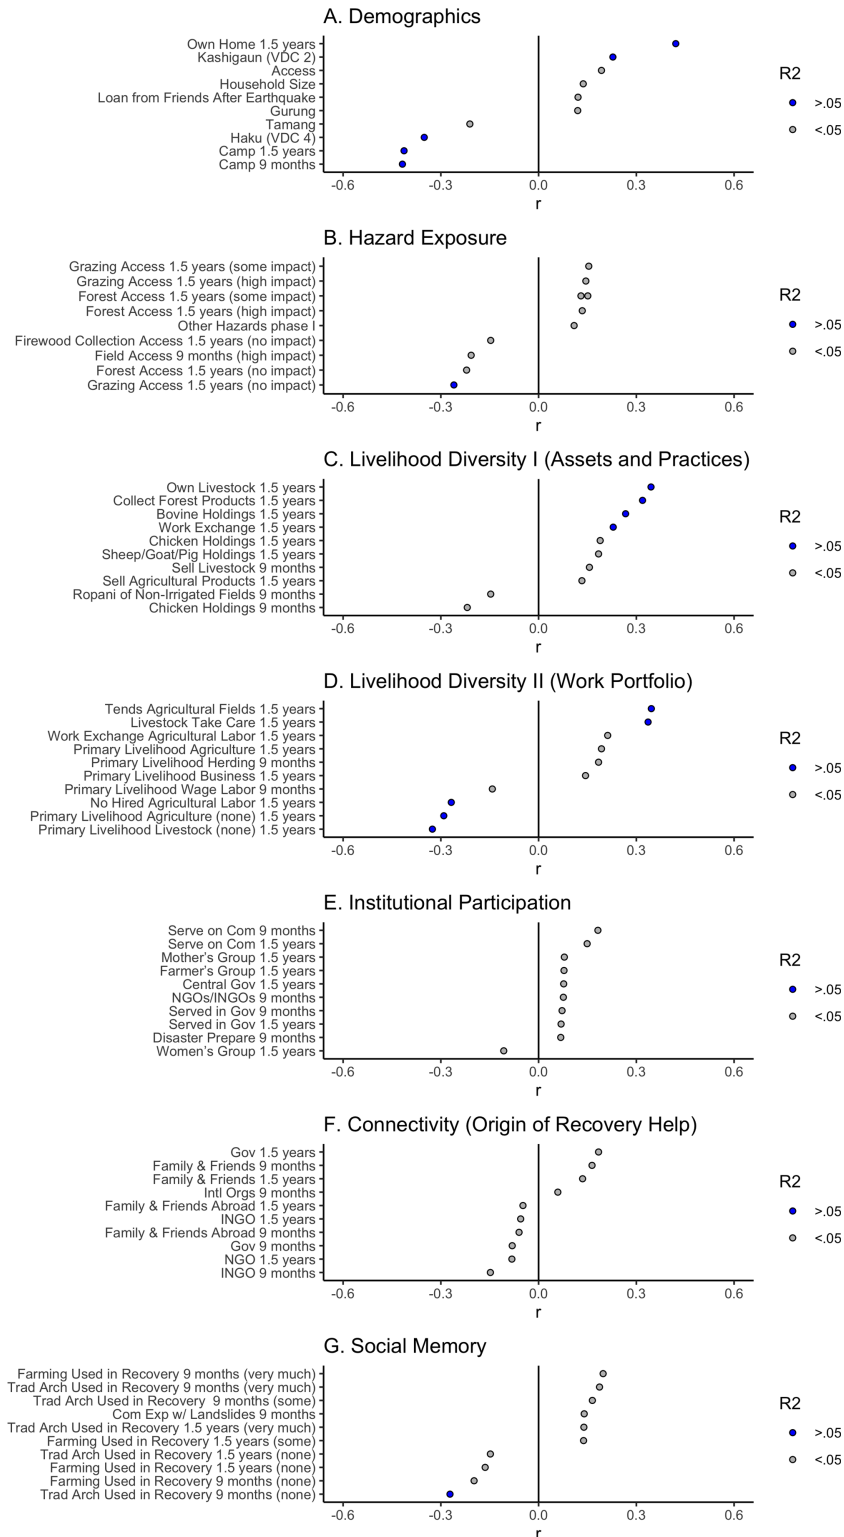 A. Demographics
Own Home 1.5 years
Kashigaun (VDC 2)
Access
Household Size
Loan from Friends After Earthquake
Gurung
Tamang
Haku (VDC 4)
Camp 1.5 years
Camp 9 months
-0.6 -0.3 0.0 0.3 0.6
r
R2
>.05
<.05
B. Hazard Exposure
Grazing Access 1.5 years (some impact)
Grazing Access 1.5 years (high impact)
Forest Access 1.5 years (some impact)
Forest Access 1.5 years (high impact)
Other Hazards phase I
Firewood Collection Access 1.5 years (no impact)
Field Access 9 months (high impact)
Forest Access 1.5 years (no impact)
Grazing Access 1.5 years (no impact)
-0.6 -0.3 0.0 0.3 0.6
r
R2
>.05
<.05
C. Livelihood Diversity I (Assets and Practices)
Own Livestock 1.5 years
Collect Forest Products 1.5 years
Bovine Holdings 1.5 years
Work Exchange 1.5 years
Chicken Holdings 1.5 years
Sheep/Goat/Pig Holdings 1.5 years
Sell Livestock 9 months
Sell Agricultural Products 1.5 years
Ropani of Non-Irrigated Fields 9 months
Chicken Holdings 9 months
-0.6 -0.3 0.0 0.3 0.6
r
R2
>.05
<.05
D. Livelihood Diversity II (Work Portfolio)
Tends Agricultural Fields 1.5 years
Livestock Take Care 1.5 years
Work Exchange Agricultural Labor 1.5 years
Primary Livelihood Agriculture 1.5 years
Primary Livelihood Herding 9 months
Primary Livelihood Business 1.5 years
Primary Livelihood Wage Labor 9 months
No Hired Agricultural Labor 1.5 years
Primary Livelihood Agriculture (none) 1.5 years
Primary Livelihood Livestock (none) 1.5 years
-0.6 -0.3 0.0 0.3 0.6
r
R2
>.05
<.05
E. Institutional Participation
Serve on Com 9 months
Serve on Com 1.5 years
Mother's Group 1.5 years
Farmer's Group 1.5 years
Central Gov 1.5 years
NGOs/INGOs 9 months
Served in Gov 9 months
Served in Gov 1.5 years
Disaster Prepare 9 months
Women's Group 1.5 years
-0.6 -0.3 0.0 0.3 0.6
r
R2
>.05
<.05
F. Connectivity (Origin of Recovery Help)
Gov 1.5 years
Family & Friends 9 months
Family & Friends 1.5 years
Intl Orgs 9 months
Family & Friends Abroad 1.5 years
INGO 1.5 years
Family & Friends Abroad 9 months
Gov 9 months
NGO 1.5 years
INGO 9 months
-0.6 -0.3 0.0 0.3 0.6
r
R2
>.05
<.05
G. Social Memory
Farming Used in Recovery 9 months (very much)
Trad Arch Used in Recovery 9 months (very much)
Trad Arch Used in Recovery 9 months (some)
Com Exp w/ Landslides 9 months
Trad Arch Used in Recovery 1.5 years (very much)
Farming Used in Recovery 1.5 years (some)
Trad Arch Used in Recovery 1.5 years (none)
Farming Used in Recovery 1.5 years (none)
Farming Used in Recovery 9 months (none)
Trad Arch Used in Recovery 9 months (none)
-0.6 -0.3 0.0 0.3 0.6
r
R2
>.05
<.05